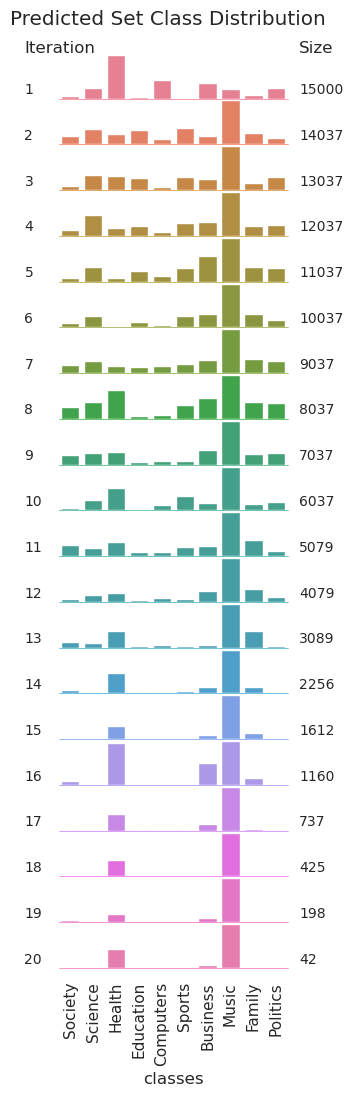 Predicted Set Class Distribution
Iteration Size
1 15000
2 14037
3 13037
4 12037
5 11037
6 10037
7 9037
8 8037
9 7037
10 6037
11 5079
12 4079
13 3089
14 2256
15 1612
16 1160
17 737
18 425
19 198
20 42
Society
Science
Health
Education
Computers
Sports
Business
Music
Family
Politics
classes